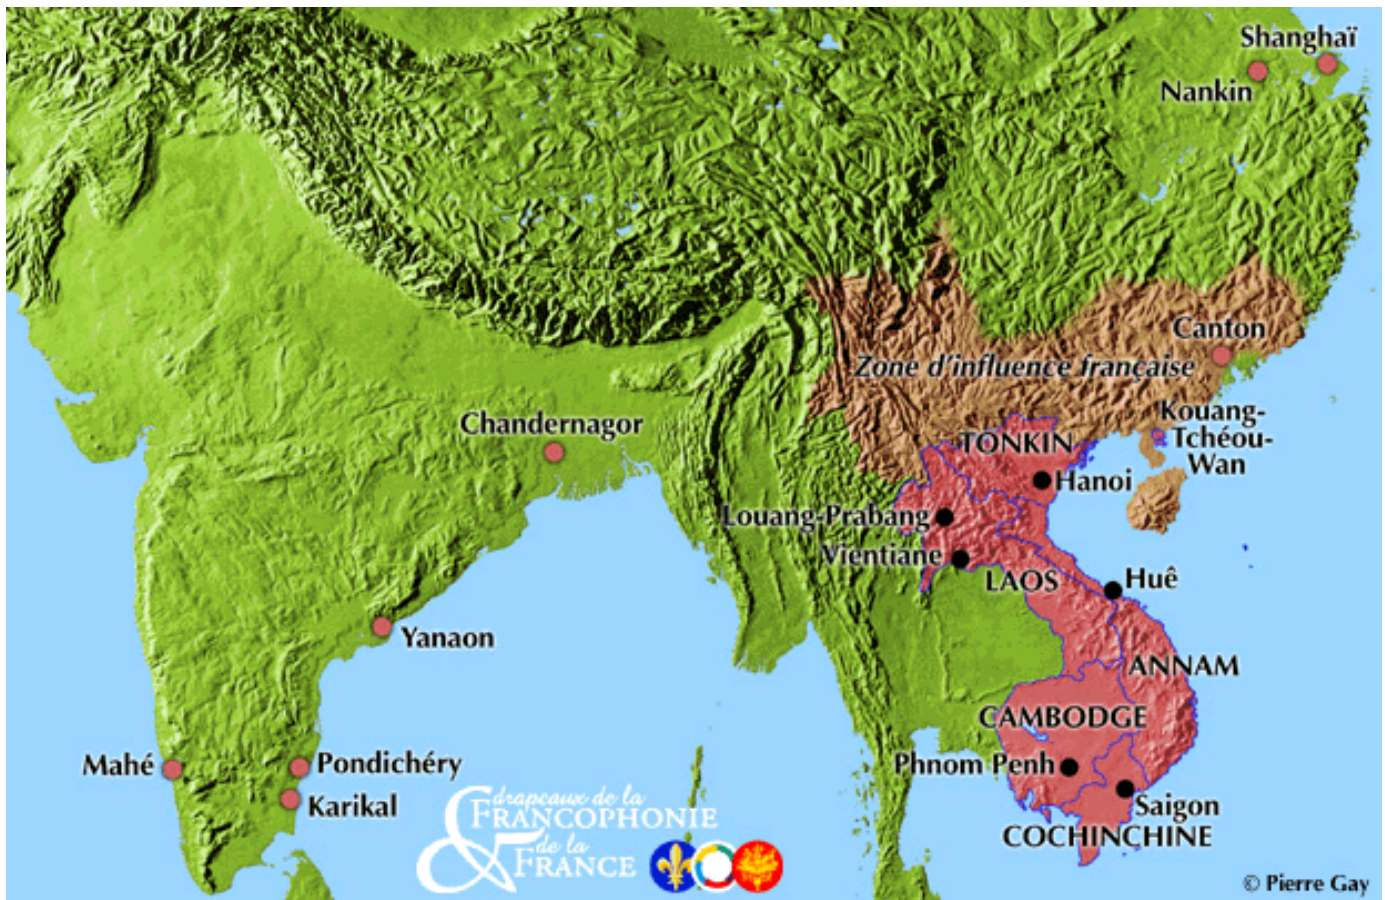 Shanghaï
Nankin
Canton
Zone d'influence française
Kouang-
Tchéou-
Wan
Chandernagor
TONKIN
Hanoi
Louang-Prabang
Vientiane
LAOS
Huê
Yanaon
ANNAM
CAMBODGE
Mahé
Pondichéry
Phnom Penh
Karikal
Saigon
COCHINCHINE
drapeaux de la
FRANCOPHONIE
& de la
FRANCE
© Pierre Gay